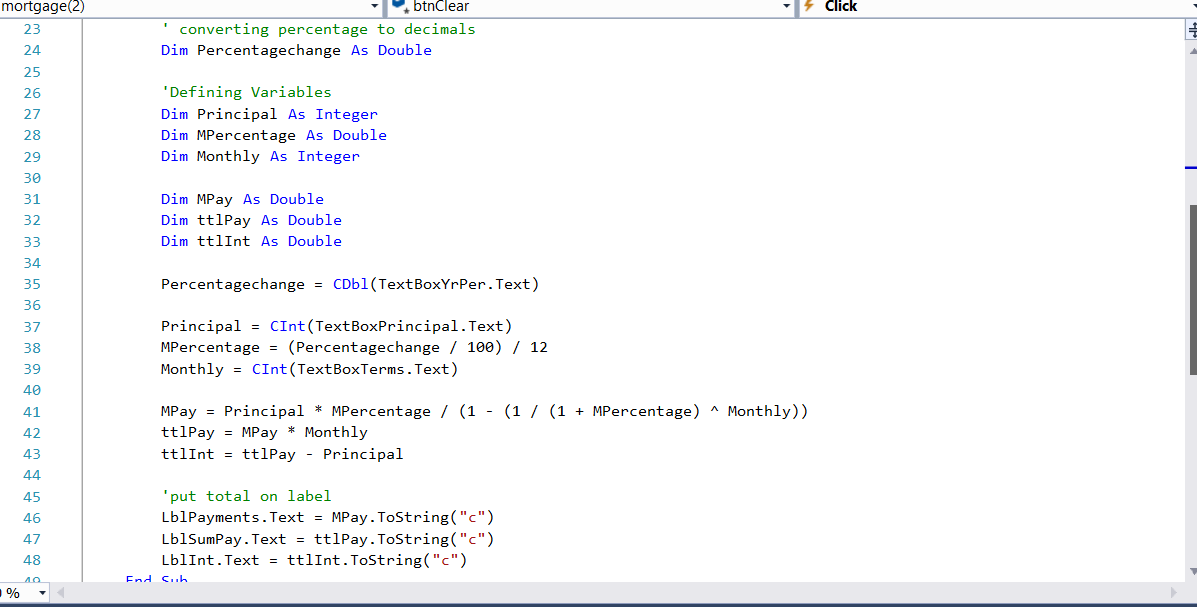 mortgage(2) btnClear Click
23 ' converting percentage to decimals
24 Dim Percentagechange As Double
25
26 'Defining Variables
27 Dim Principal As Integer
28 Dim MPercentage As Double
29 Dim Monthly As Integer
30
31 Dim MPay As Double
32 Dim ttlPay As Double
33 Dim ttlInt As Double
34
35 Percentagechange = CDbl(TextBoxYrPer.Text)
36
37 Principal = CInt(TextBoxPrincipal.Text)
38 MPercentage = (Percentagechange / 100) / 12
39 Monthly = CInt(TextBoxTerms.Text)
40
41 MPay = Principal * MPercentage / (1 - (1 / (1 + MPercentage) ^ Monthly))
42 ttlPay = MPay * Monthly
43 ttlInt = ttlPay - Principal
44
45 'put total on label
46 LblPayments.Text = MPay.ToString("c")
47 LblSumPay.Text = ttlPay.ToString("c")
48 LblInt.Text = ttlInt.ToString("c")
49 End Sub
%